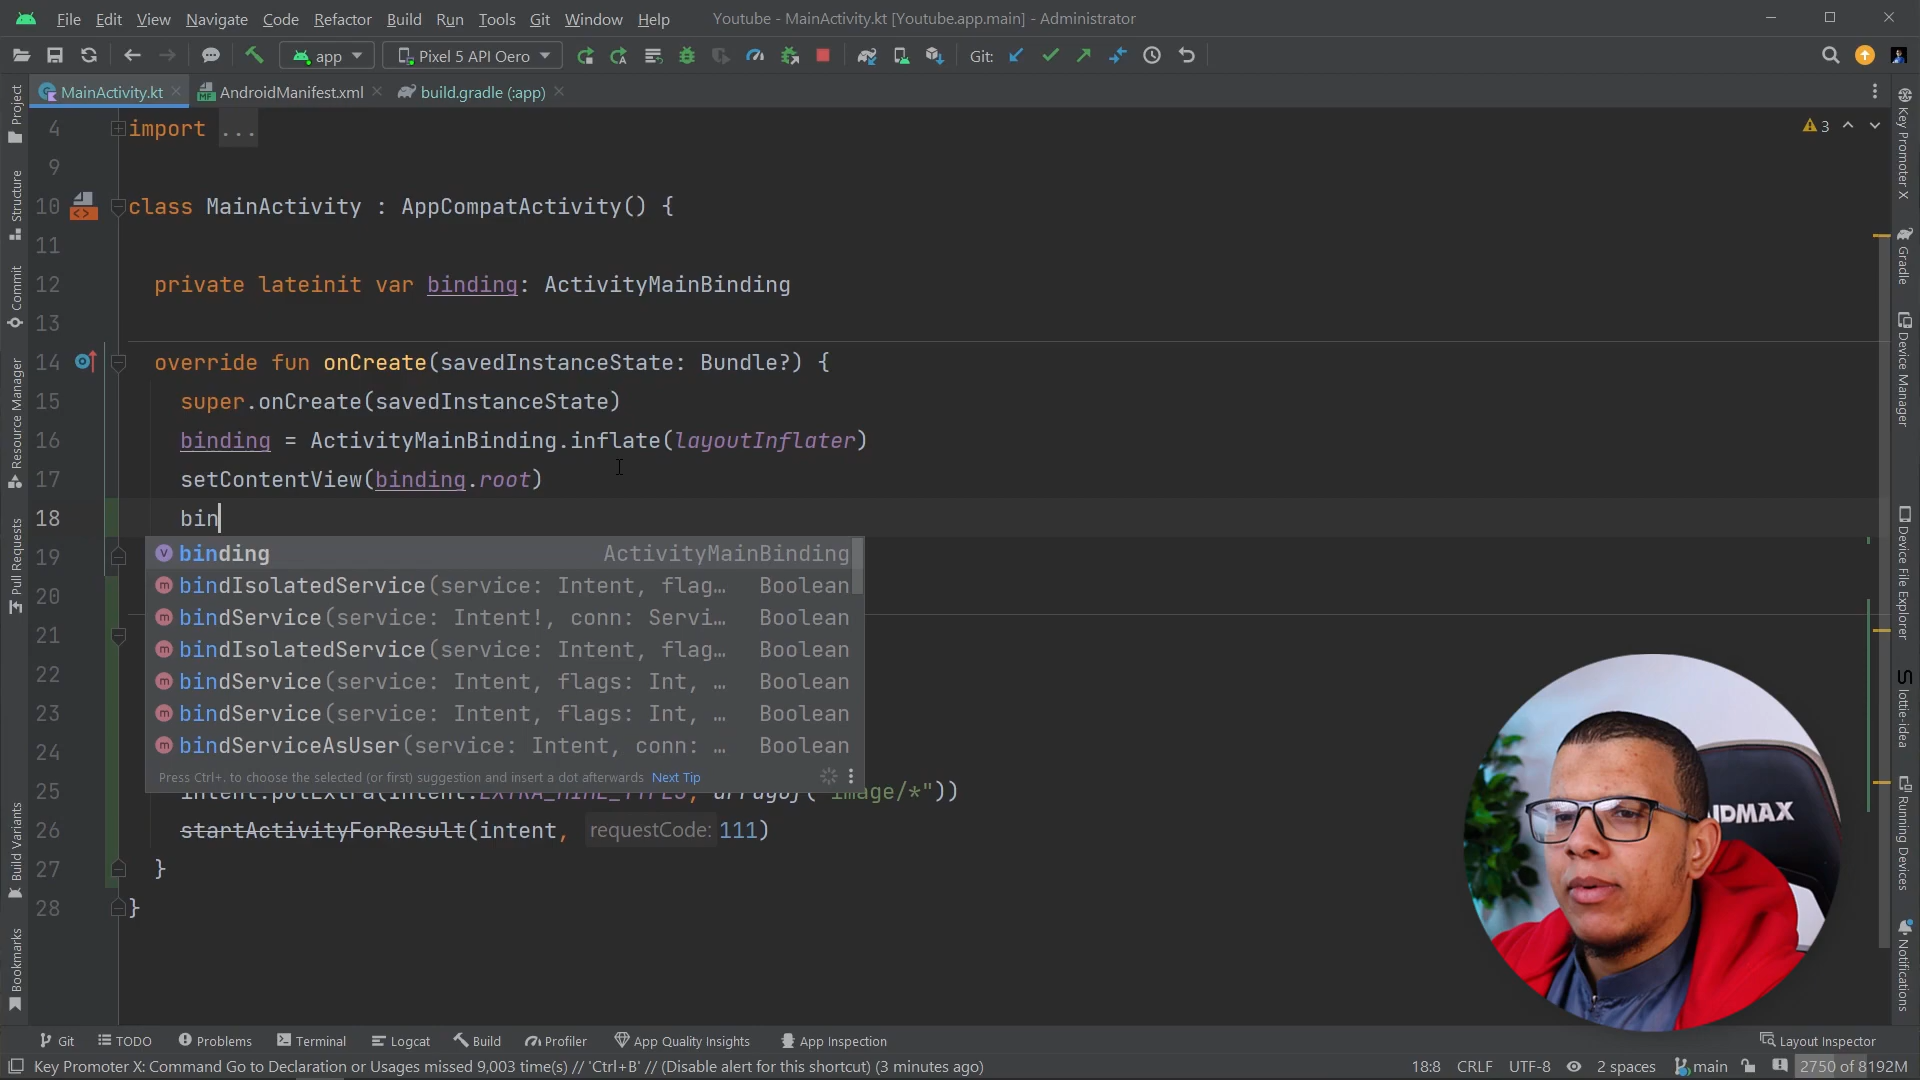 File Edit View Navigate Code Refactor Build Run Tools Git Window Help Youtube - MainActivity.kt [Youtube.app.main] - Administrator
app Pixel 5 API Oero Git:
MainActivity.kt AndroidManifest.xml build.gradle (:app)
4 import ...
3
9
10 class MainActivity : AppCompatActivity() {
11
12 private lateinit var binding: ActivityMainBinding
13
14 override fun onCreate(savedInstanceState: Bundle?) {
15 super.onCreate(savedInstanceState)
16 binding = ActivityMainBinding.inflate(layoutInflater)
17 setContentView(binding.root)
18 bin
19
20
21
22
23
24
binding ActivityMainBinding
bindIsolatedService(service: Intent, flag... Boolean
bindService(service: Intent!, conn: Servi... Boolean
bindIsolatedService(service: Intent, flag... Boolean
bindService(service: Intent, flags: Int, ... Boolean
bindService(service: Intent, flags: Int, ... Boolean
bindServiceAsUser(service: Intent, conn: ... Boolean
Press Ctrl+. to choose the selected (or first) suggestion and insert a dot afterwards Next Tip
25 intent.putExtra(Intent.EXTRA_MIME_TYPES, arrayOf("image/*"))
26 startActivityForResult(intent, requestCode: 111)
27 }
28 }
Project
Structure
Commit
Resource Manager
Pull Requests
Build Variants
Bookmarks
Key Promoter X
Gradle
Device Manager
Device File Explorer
lottie-idea
Running Devices
Notifications
Git TODO Problems Terminal Logcat Build Profiler App Quality Insights App Inspection Layout Inspector
Key Promoter X: Command Go to Declaration or Usages missed 9,003 time(s) // 'Ctrl+B' // (Disable alert for this shortcut) (3 minutes ago) 18:8 CRLF UTF-8 2 spaces main 2750 of 8192M